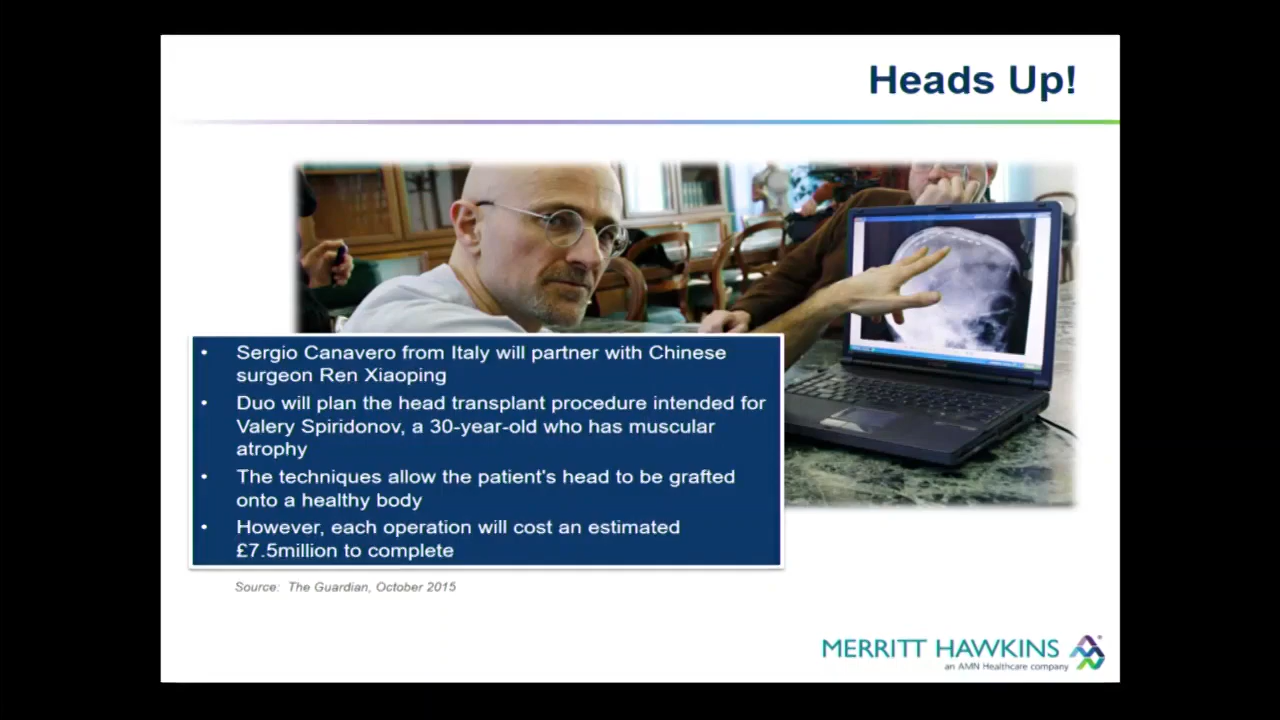 Heads Up!
• Sergio Canavero from Italy will partner with Chinese
surgeon Ren Xiaoping
• Duo will plan the head transplant procedure intended for
Valery Spiridonov, a 30-year-old who has muscular
atrophy
• The techniques allow the patient's head to be grafted
onto a healthy body
• However, each operation will cost an estimated
£7.5million to complete
Source: The Guardian, October 2015
MERRITT HAWKINS
an AMN Healthcare company